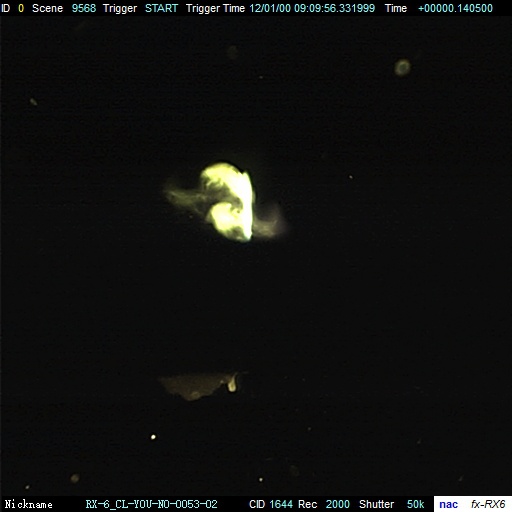 ID 0 Scene 9568 Trigger START Trigger Time 12/01/00 09:09:56.331999 Time +00000.140500
Nickname RX-6_CL-YOU-NO-0053-02 CID 1644 Rec 2000 Shutter 50k nac fx-RX6